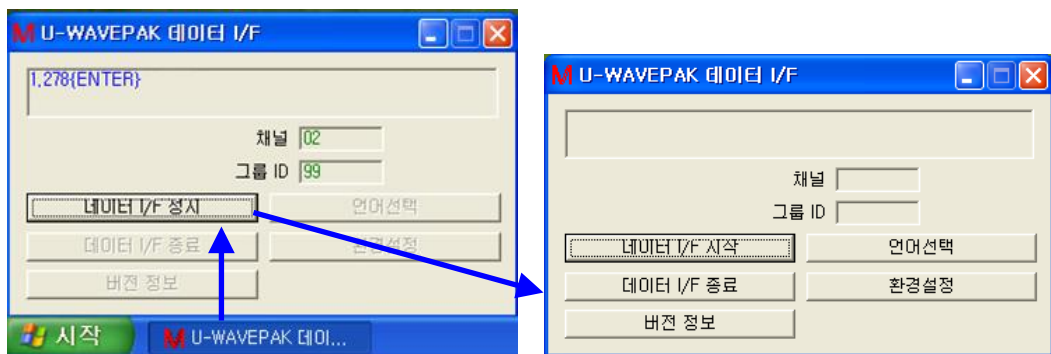 U-WAVEPAK 데이터 I/F
1,278{ENTER}
채널 02
그룹 ID 99
데이터 I/F 정지
언어선택
데이터 I/F 종료
환경설정
버전 정보
시작
U-WAVEPAK 데이...
U-WAVEPAK 데이터 I/F
채널
그룹 ID
데이터 I/F 시작
언어선택
데이터 I/F 종료
환경설정
버전 정보